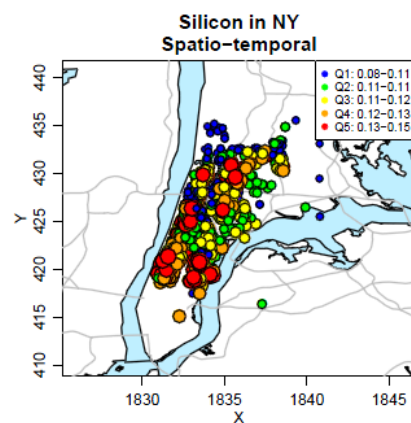 Silicon in NY
Spatio-temporal
Q1: 0.08-0.11
Q2: 0.11-0.11
Q3: 0.11-0.12
Q4: 0.12-0.13
Q5: 0.13-0.15
440
435
430
425
420
415
410
Y
1830
1835
1840
1845
X